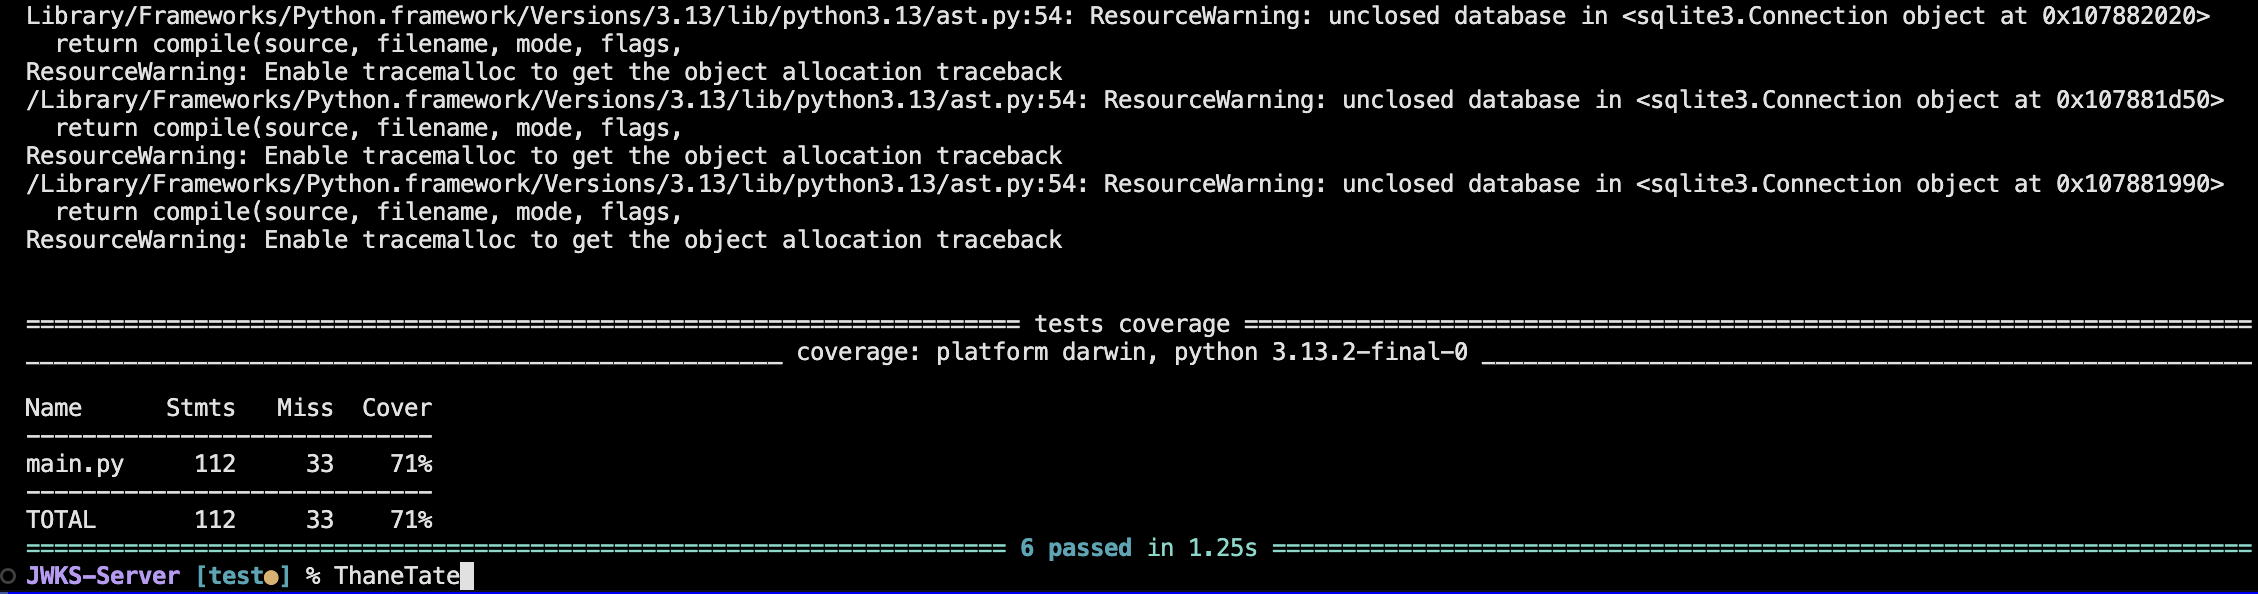 Library/Frameworks/Python.framework/Versions/3.13/lib/python3.13/ast.py:54: ResourceWarning: unclosed database in <sqlite3.Connection object at 0x107882020>
  return compile(source, filename, mode, flags,
ResourceWarning: Enable tracemalloc to get the object allocation traceback
/Library/Frameworks/Python.framework/Versions/3.13/lib/python3.13/ast.py:54: ResourceWarning: unclosed database in <sqlite3.Connection object at 0x107881d50>
  return compile(source, filename, mode, flags,
ResourceWarning: Enable tracemalloc to get the object allocation traceback
/Library/Frameworks/Python.framework/Versions/3.13/lib/python3.13/ast.py:54: ResourceWarning: unclosed database in <sqlite3.Connection object at 0x107881990>
  return compile(source, filename, mode, flags,
ResourceWarning: Enable tracemalloc to get the object allocation traceback
======================================================================= tests coverage ========================================================================
______________________________________________________ coverage: platform darwin, python 3.13.2-final-0 _______________________________________________________
Name      Stmts   Miss  Cover
-----------------------------
main.py     112     33    71%
-----------------------------
TOTAL       112     33    71%
====================================================================== 6 passed in 1.25s ======================================================================
JWKS-Server [test●] % ThaneTate